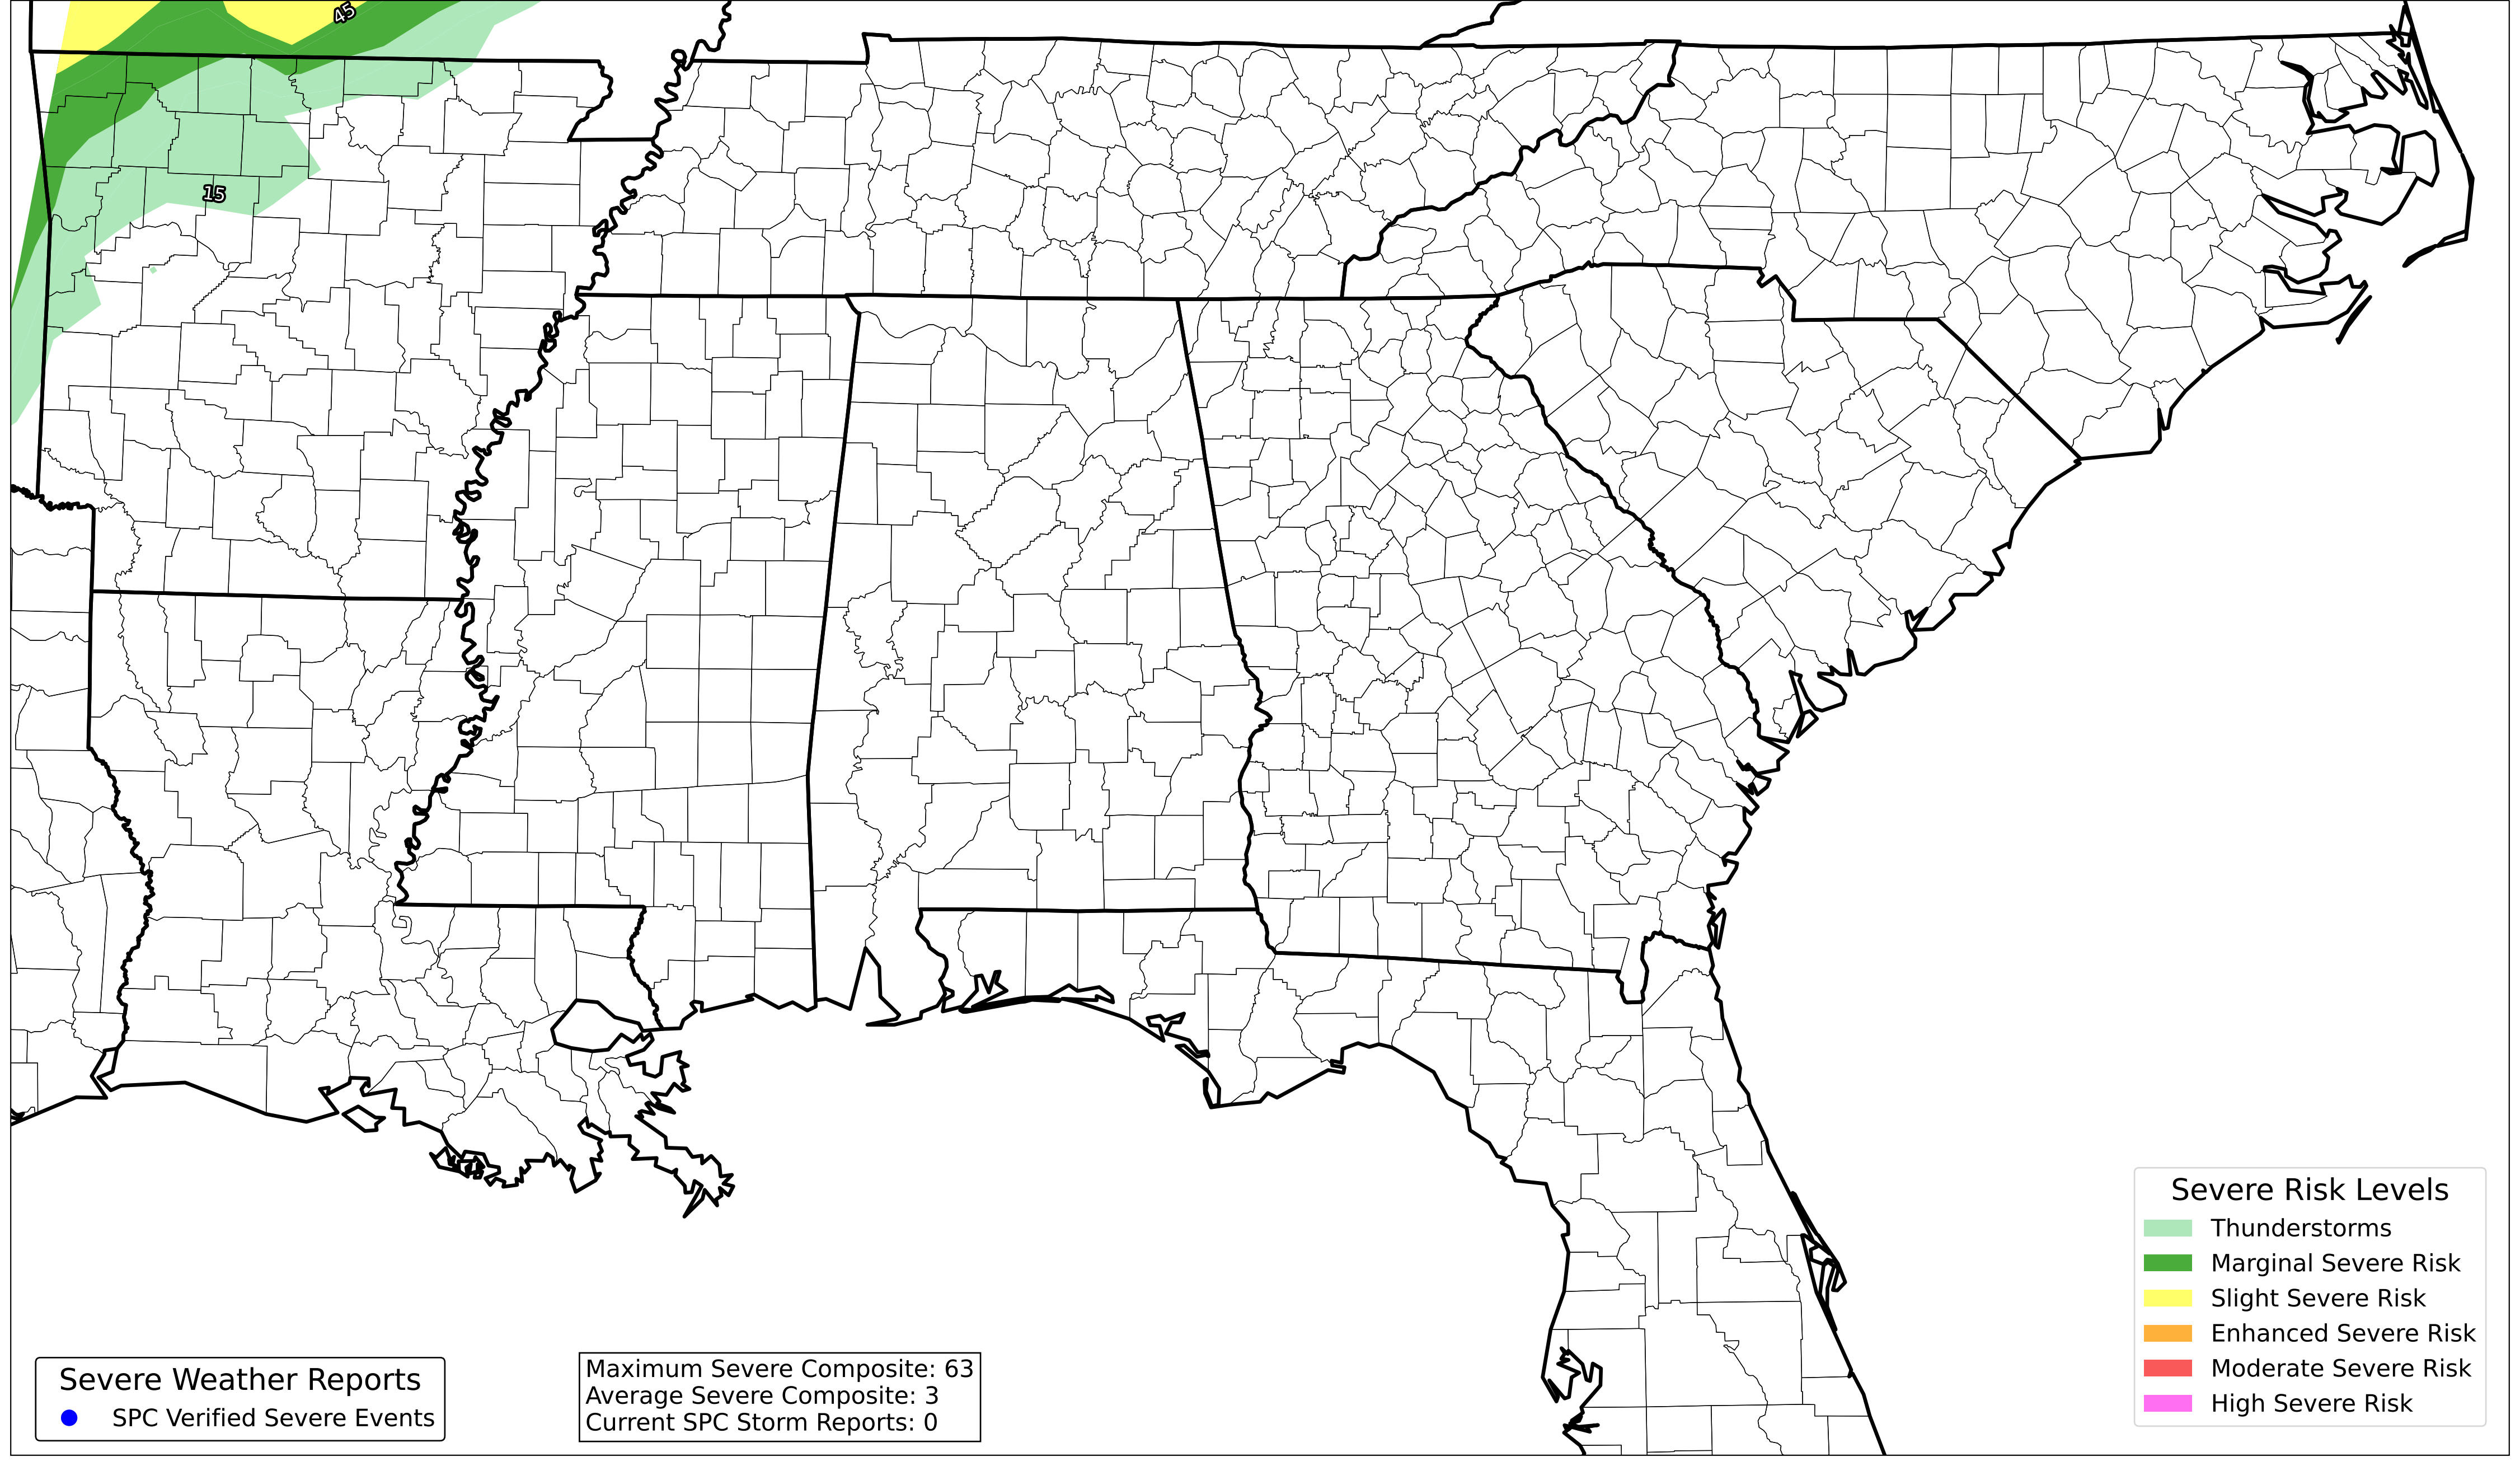 45
15
Severe Risk Levels
Thunderstorms
Marginal Severe Risk
Slight Severe Risk
Enhanced Severe Risk
Moderate Severe Risk
High Severe Risk
Severe Weather Reports
SPC Verified Severe Events
Maximum Severe Composite: 63
Average Severe Composite: 3
Current SPC Storm Reports: 0